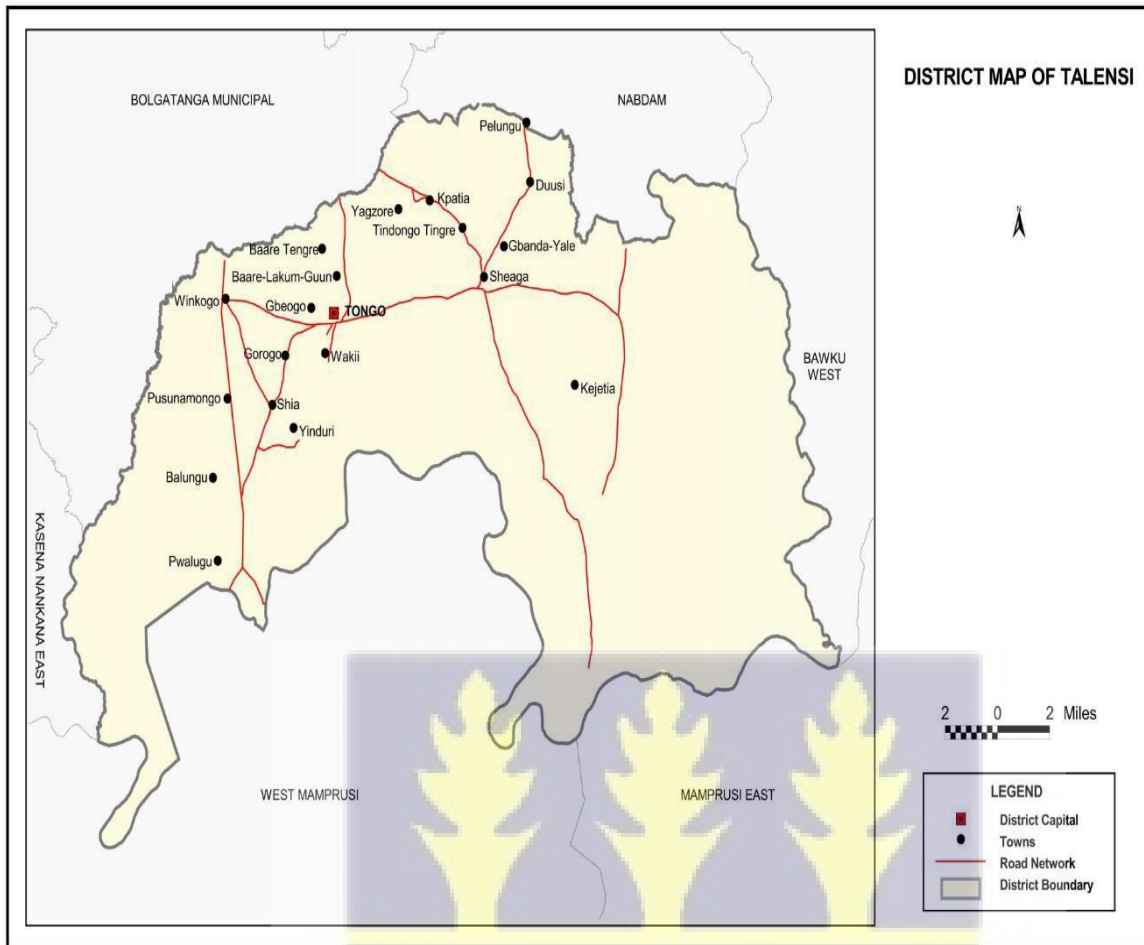 DISTRICT MAP OF TALENSI
BOLGATANGA MUNICIPAL
NABDAM
Pelungu
Duusi
Kpatia
Yagzore
Tindongo Tingre
Gbanda-Yale
Baare Tengre
Baare-Lakum-Guun
Sheaga
Winkogo
Gbeogo
TONGO
N
Gorogo
Wakii
BAWKU
WEST
Kejetia
Pusunamongo
Shia
Yinduri
Balungu
KASENA NANKANA EAST
Pwalugu
2 0 2 Miles
WEST MAMPRUSI
MAMPRUSI EAST
LEGEND
District Capital
Towns
Road Network
District Boundary